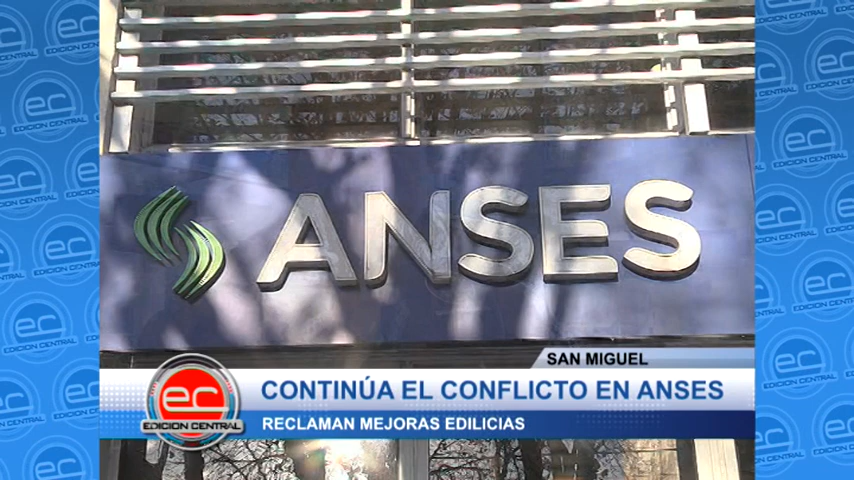 ANSES
SAN MIGUEL
CONTINÚA EL CONFLICTO EN ANSES
RECLAMAN MEJORAS EDILICIAS
ec
EDICION CENTRAL